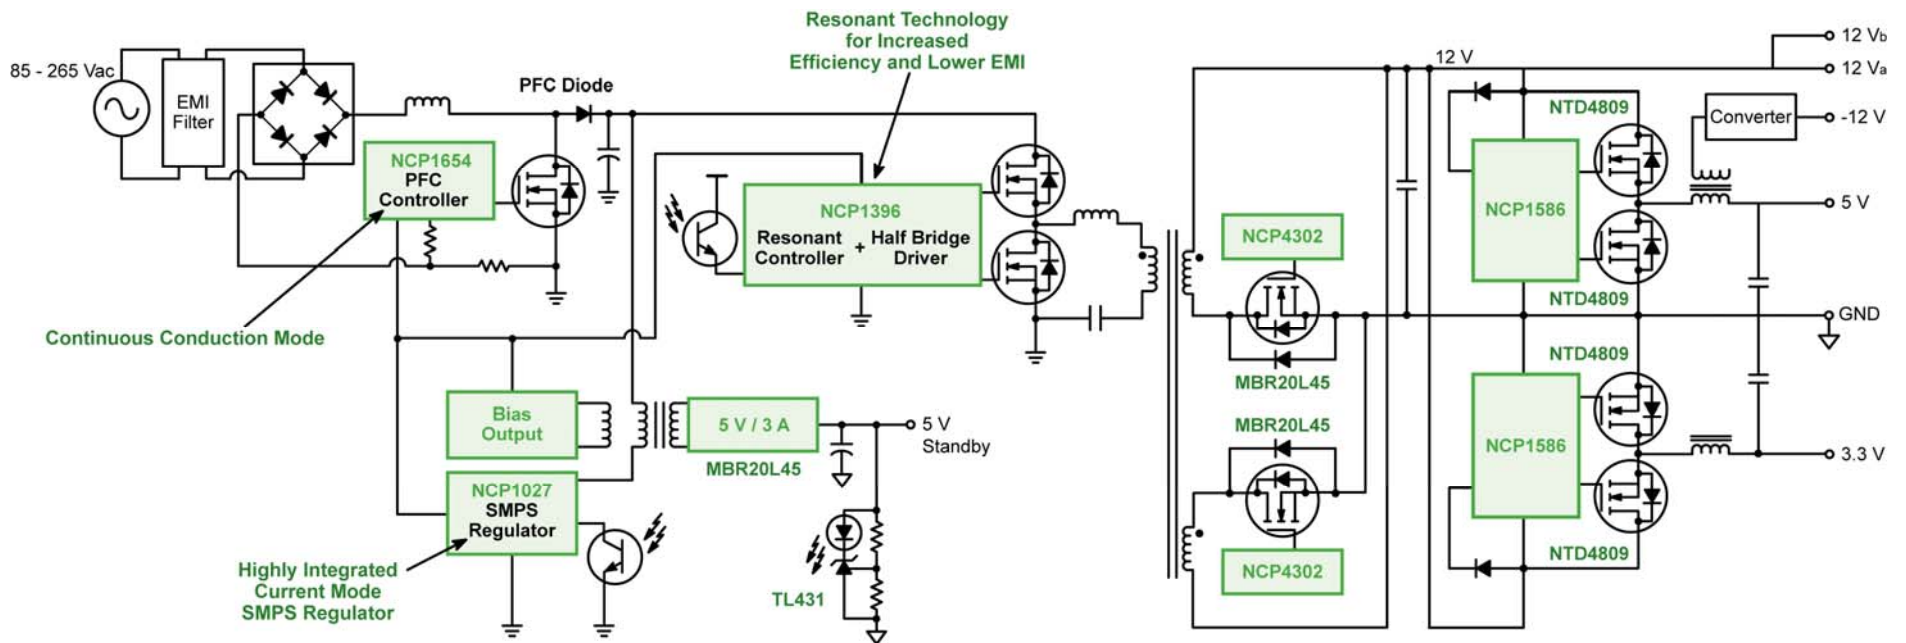 Resonant Technology
for Increased
Efficiency and Lower EMI
85 - 265 Vac
EMI
Filter
PFC Diode
NCP1654
PFC
Controller
Continuous Conduction Mode
NCP1396
Resonant
Controller
+
Half Bridge
Driver
Bias
Output
5 V / 3 A
MBR20L45
5 V
Standby
NCP1027
SMPS
Regulator
Highly Integrated
Current Mode
SMPS Regulator
TL431
NCP4302
MBR20L45
MBR20L45
NCP4302
12 V
12 Vb
12 Va
NTD4809
Converter
-12 V
NCP1586
5 V
NTD4809
GND
NTD4809
NCP1586
3.3 V
NTD4809